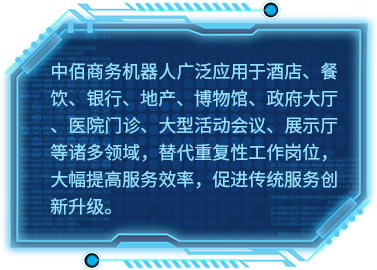 中佰商务机器人广泛应用于酒店、餐
饮、银行、地产、博物馆、政府大厅
、医院门诊、大型活动会议、展示厅
等诸多领域，替代重复性工作岗位，
大幅提高服务效率，促进传统服务创
新升级。